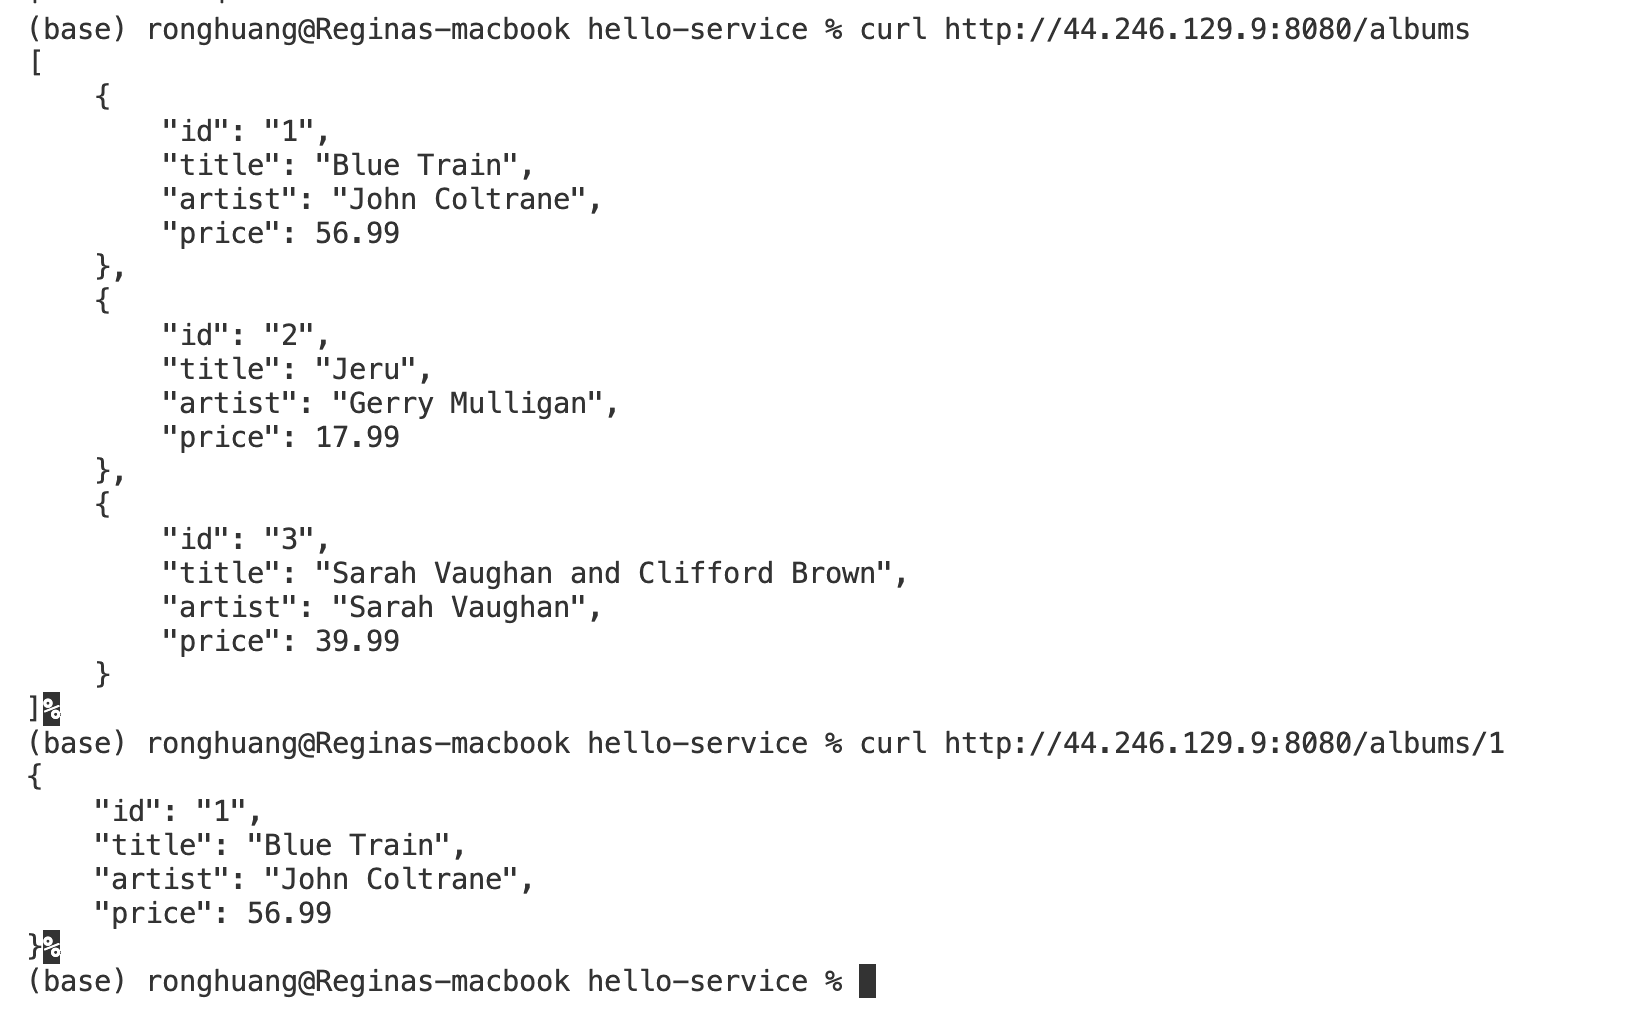 (base) ronghuang@Reginas-macbook hello-service % curl http://44.246.129.9:8080/albums
[
    {
        "id": "1",
        "title": "Blue Train",
        "artist": "John Coltrane",
        "price": 56.99
    },
    {
        "id": "2",
        "title": "Jeru",
        "artist": "Gerry Mulligan",
        "price": 17.99
    },
    {
        "id": "3",
        "title": "Sarah Vaughan and Clifford Brown",
        "artist": "Sarah Vaughan",
        "price": 39.99
    }
]%
(base) ronghuang@Reginas-macbook hello-service % curl http://44.246.129.9:8080/albums/1
{
    "id": "1",
    "title": "Blue Train",
    "artist": "John Coltrane",
    "price": 56.99
}%
(base) ronghuang@Reginas-macbook hello-service %